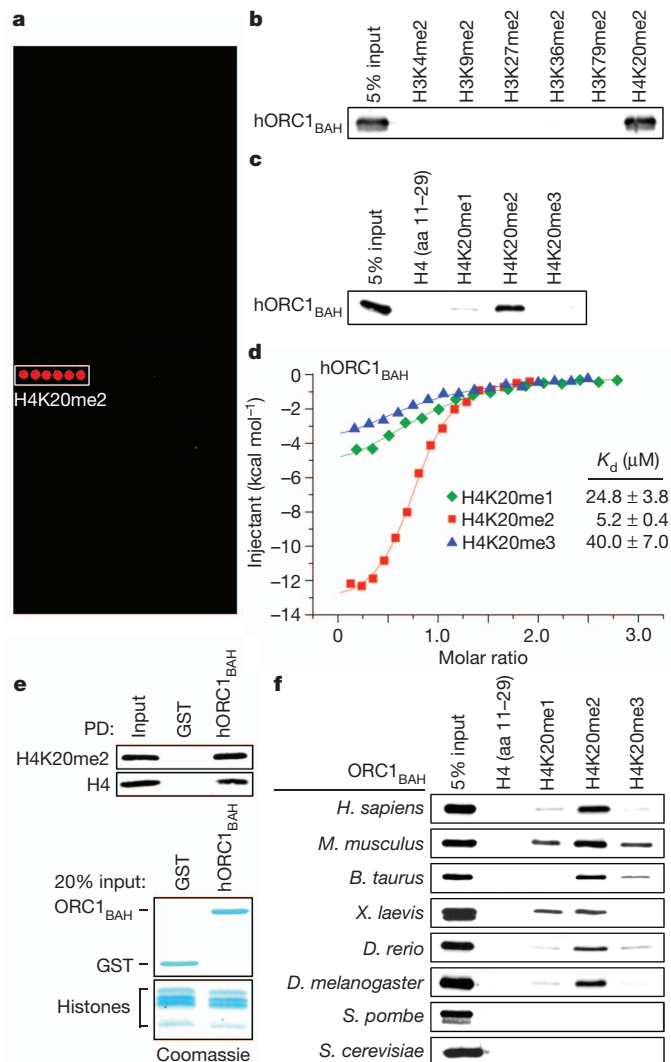 a
H4K20me2
b
5% input
H3K4me2
H3K9me2
H3K27me2
H3K36me2
H3K79me2
H4K20me2
hORC1BAH
c
5% input
H4 (aa 11–29)
H4K20me1
H4K20me2
H4K20me3
hORC1BAH
d
hORC1BAH
Injectant (kcal mol−1)
0
−2
−4
−6
−8
−10
−12
−14
Kd (μM)
H4K20me1 24.8 ± 3.8
H4K20me2 5.2 ± 0.4
H4K20me3 40.0 ± 7.0
0 1.0 2.0 3.0
Molar ratio
e
PD:
Input
GST
hORC1BAH
H4K20me2
H4
20% input:
GST
hORC1BAH
ORC1BAH
GST
Histones
Coomassie
f
ORC1BAH
5% input
H4 (aa 11–29)
H4K20me1
H4K20me2
H4K20me3
H. sapiens
M. musculus
B. taurus
X. laevis
D. rerio
D. melanogaster
S. pombe
S. cerevisiae